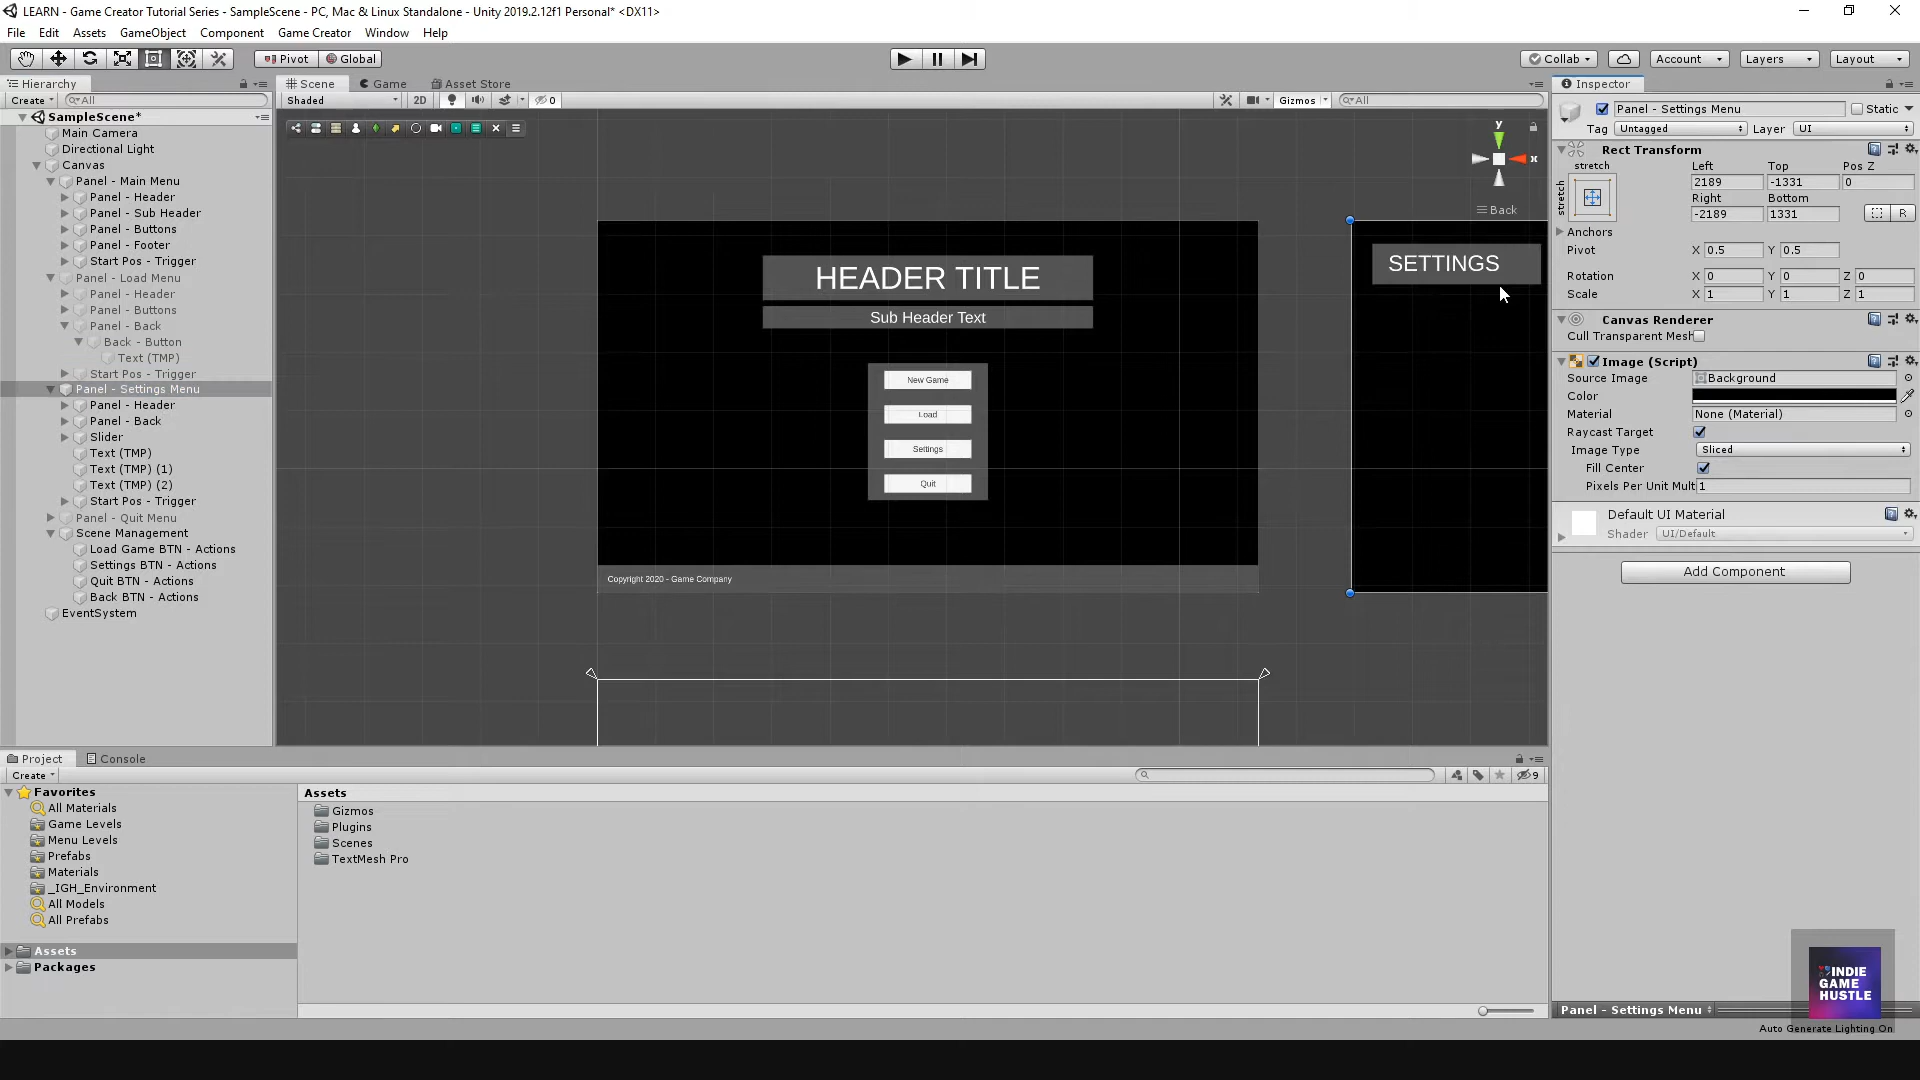 LEARN - Game Creator Tutorial Series - SampleScene - PC, Mac & Linux Standalone - Unity 2019.2.12f1 Personal* <DX11>
File Edit Assets GameObject Component Game Creator Window Help
Pivot Global Collab Account Layers Layout
Hierarchy
Create All
SampleScene*
Main Camera
Directional Light
Canvas
Panel - Main Menu
Panel - Header
Panel - Sub Header
Panel - Buttons
Panel - Footer
Start Pos - Trigger
Panel - Load Menu
Panel - Header
Panel - Buttons
Panel - Back
Back - Button
Text (TMP)
Start Pos - Trigger
Panel - Settings Menu
Panel - Header
Panel - Back
Slider
Text (TMP)
Text (TMP) (1)
Text (TMP) (2)
Start Pos - Trigger
Panel - Quit Menu
Scene Management
Load Game BTN - Actions
Settings BTN - Actions
Quit BTN - Actions
Back BTN - Actions
EventSystem
Scene Game Asset Store
Shaded 2D 0 Gizmos All
y
x
Back
HEADER TITLE
Sub Header Text
New Game
Load
Settings
Quit
Copyright 2020 - Game Company
SETTINGS
Inspector
Panel - Settings Menu Static
Tag Untagged Layer UI
Rect Transform
stretch Left Top Pos Z
stretch 2189 -1331 0
Right Bottom
-2189 1331 R
Anchors
Pivot X 0.5 Y 0.5
Rotation X 0 Y 0 Z 0
Scale X 1 Y 1 Z 1
Canvas Renderer
Cull Transparent Mesh
Image (Script)
Source Image Background
Color
Material None (Material)
Raycast Target
Image Type Sliced
Fill Center
Pixels Per Unit Mult 1
Default UI Material
Shader UI/Default
Add Component
Project Console
Create 9
Favorites
All Materials
Game Levels
Menu Levels
Prefabs
Materials
_IGH_Environment
All Models
All Prefabs
Assets
Packages
Assets
Gizmos
Plugins
Scenes
TextMesh Pro
INDIE
GAME
HUSTLE
Panel - Settings Menu
Auto Generate Lighting On